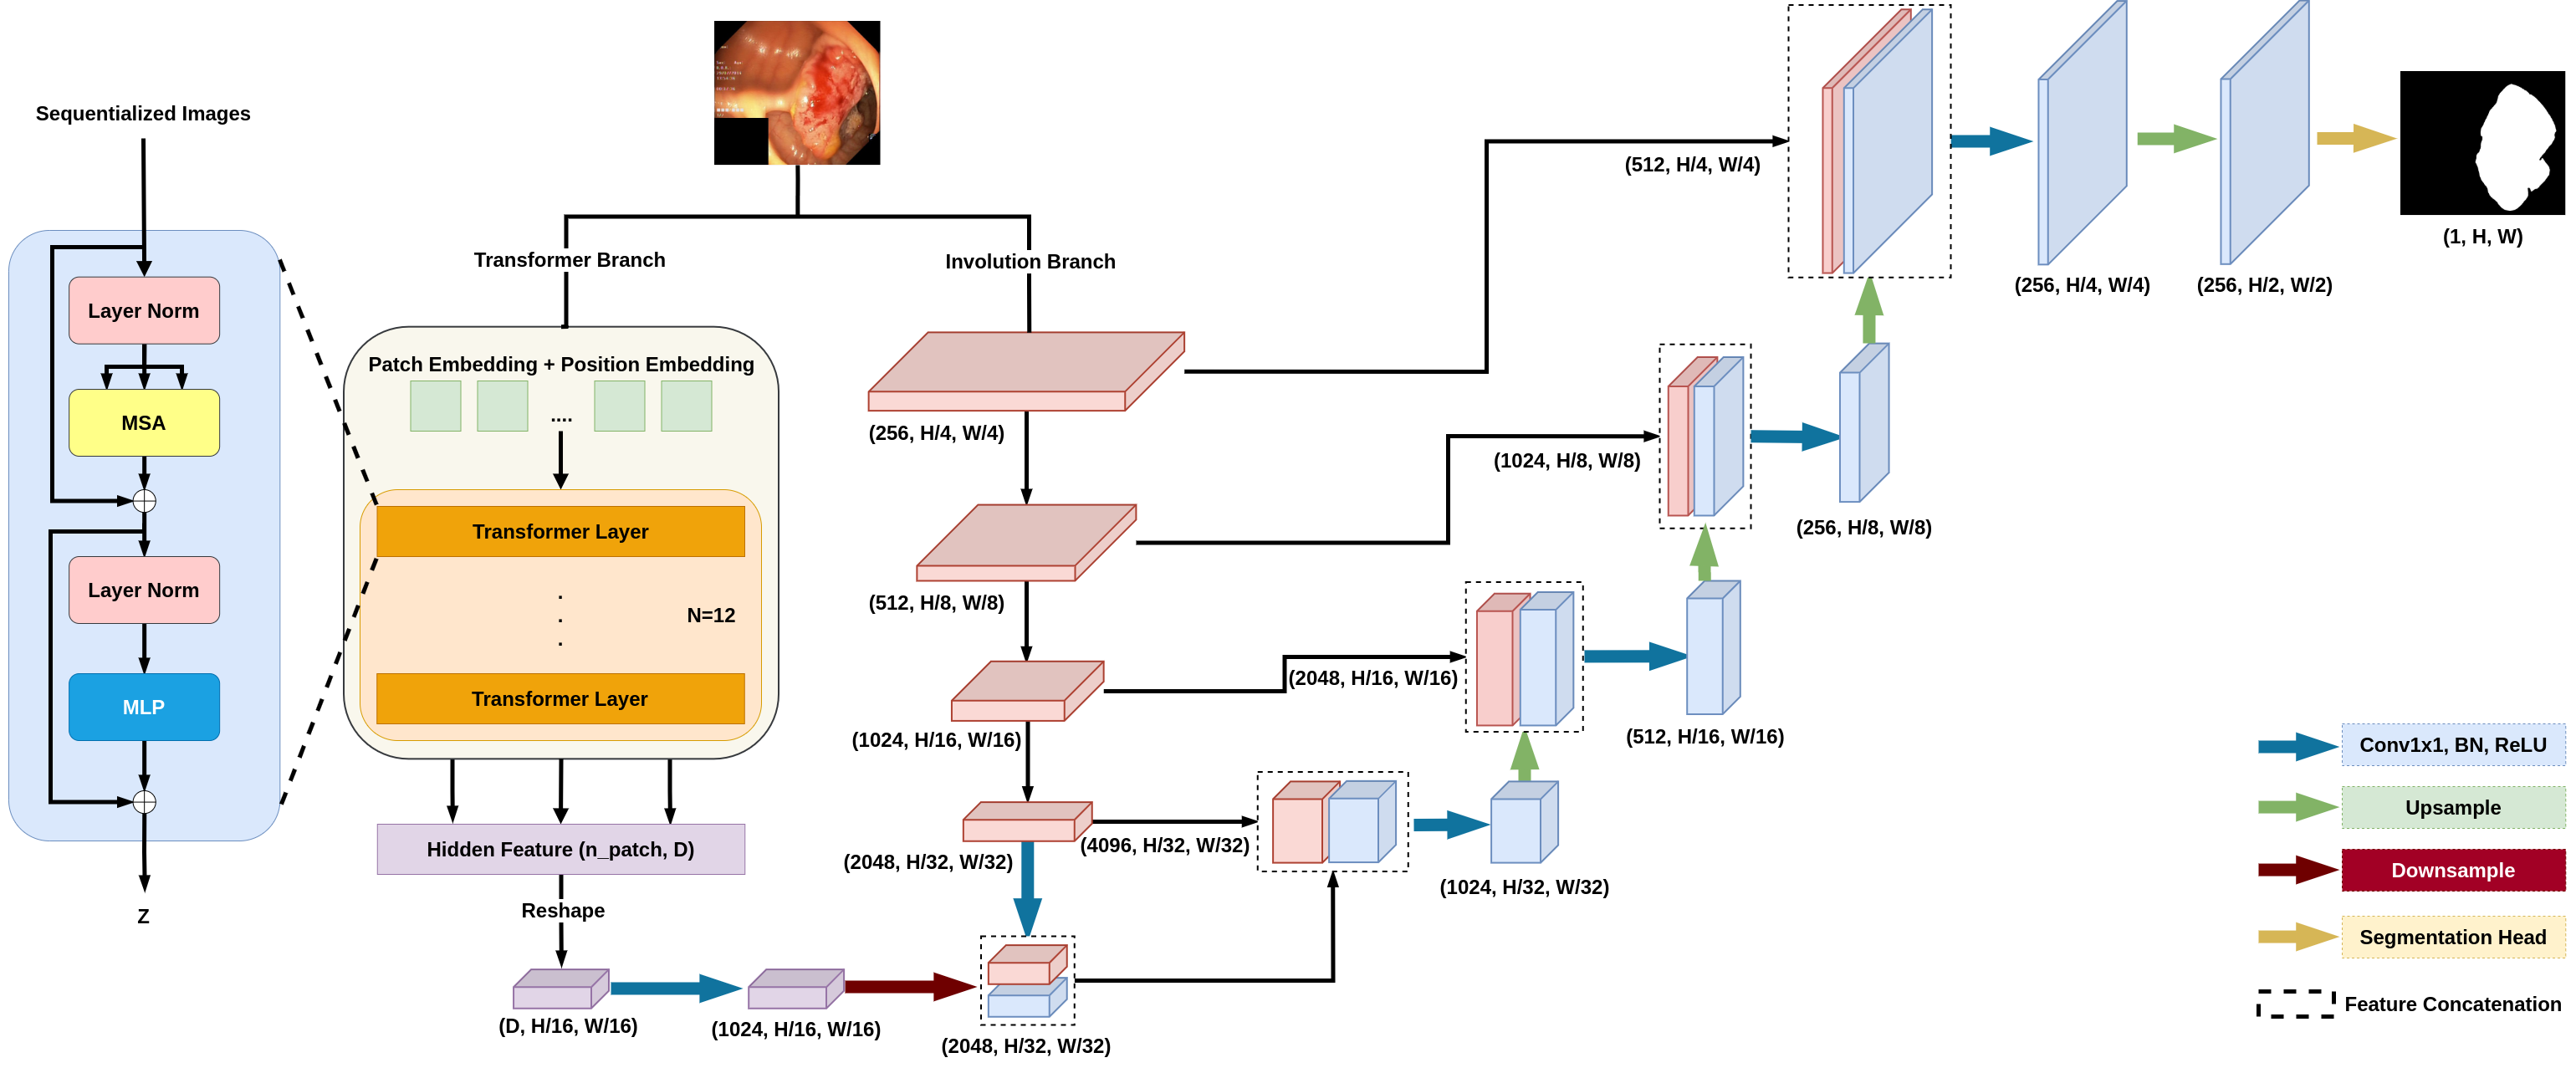 Sequentialized Images
Layer Norm
MSA
Layer Norm
MLP
Z
Transformer Branch
Involution Branch
Patch Embedding + Position Embedding
....
Transformer Layer
.
.
.
N=12
Transformer Layer
Hidden Feature (n_patch, D)
Reshape
(D, H/16, W/16)
(1024, H/16, W/16)
(2048, H/32, W/32)
(256, H/4, W/4)
(512, H/8, W/8)
(1024, H/16, W/16)
(2048, H/32, W/32)
(4096, H/32, W/32)
(1024, H/32, W/32)
(2048, H/16, W/16)
(512, H/16, W/16)
(1024, H/8, W/8)
(256, H/8, W/8)
(512, H/4, W/4)
(256, H/4, W/4)
(256, H/2, W/2)
(1, H, W)
Conv1x1, BN, ReLU
Upsample
Downsample
Segmentation Head
Feature Concatenation